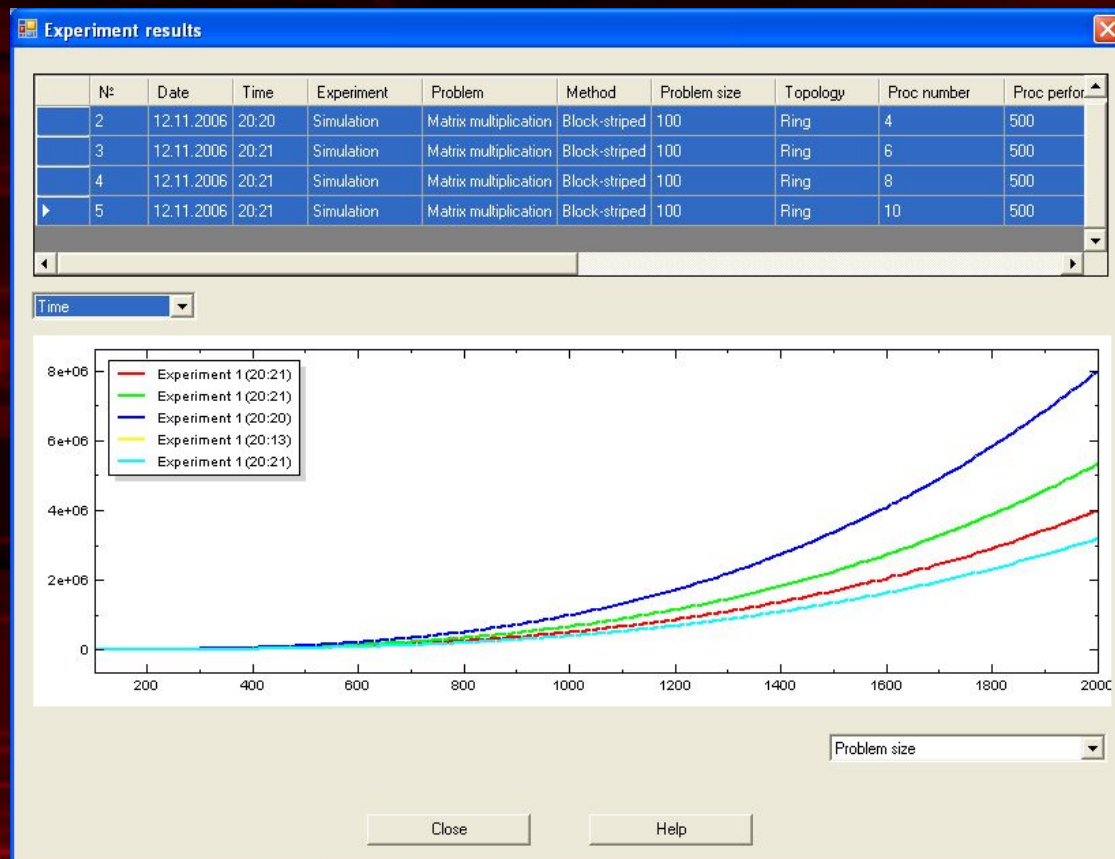 Experiment results
Nº Date Time Experiment Problem Method Problem size Topology Proc number Proc perfor
2 12.11.2006 20:20 Simulation Matrix multiplication Block-striped 100 Ring 4 500
3 12.11.2006 20:21 Simulation Matrix multiplication Block-striped 100 Ring 6 500
4 12.11.2006 20:21 Simulation Matrix multiplication Block-striped 100 Ring 8 500
5 12.11.2006 20:21 Simulation Matrix multiplication Block-striped 100 Ring 10 500
Time
8e+06
6e+06
4e+06
2e+06
0
Experiment 1 (20:21)
Experiment 1 (20:21)
Experiment 1 (20:20)
Experiment 1 (20:13)
Experiment 1 (20:21)
200 400 600 800 1000 1200 1400 1600 1800 2000
Problem size
Close Help